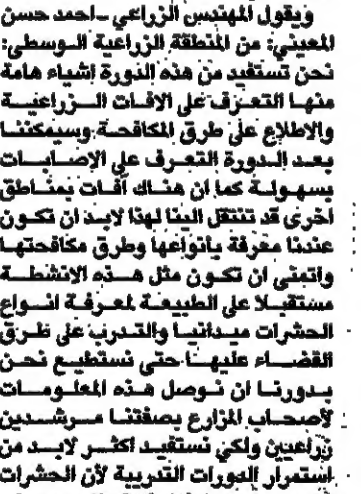 ويقول المهندس الزراعي ـ احمد حسن
المعيني: من المنطقة الزراعية الوسطى:
نحن تستفيد من هذه الدورة اشياء هامة
منها التعرف على الافات الزراعية
والاطلاع على طرق المكافحة وسيمكننا
بعد الدورة التعرف على الإصابات
بسهولة كما ان هناك آفات بمناطق
اخرى قد تنتقل الينا لهذا لابد ان تكون
عندنا معرفة بأنواعها وطرق مكافحتها
واتمنى ان تكون مثل هذه الانشطة
مستقبلا على الطبيعة لمعرفة انواع
الحشرات ميدانيا والتدرب على طرق
القضاء عليها حتى نستطيع نحن
بدورنا ان نوصل هذه المعلومات
لأصحاب المزارع بصفتنا مرشدين
زراعيين ولكي نستفيد اكثر لابد من
استمرار الدورات التدريبية لأن الحشرات